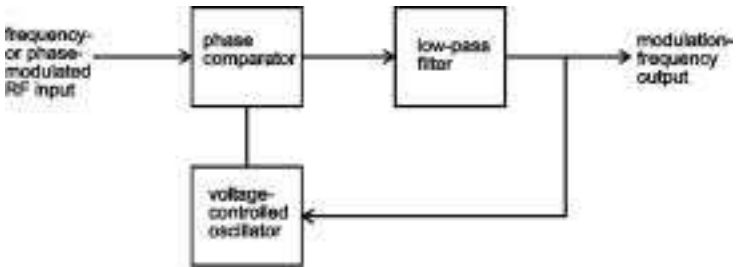 frequency-
or phase-
modulated
RF input
phase
comparator
low-pass
filter
modulation-
frequency
output
voltage-
controlled
oscillator